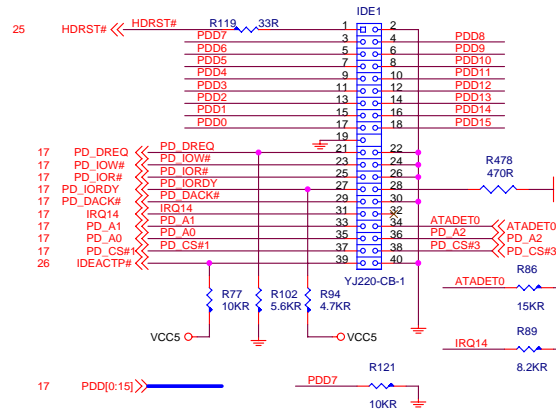 IDE1
25 HDRST# HDRST# R119 33R 1 2
PDD7 3 4 PDD8
PDD6 5 6 PDD9
PDD5 7 8 PDD10
PDD4 9 10 PDD11
PDD3 11 12 PDD12
PDD2 13 14 PDD13
PDD1 15 16 PDD14
PDD0 17 18 PDD15
19
17 PD_DREQ PD_DREQ 21 22
17 PD_IOW# PD_IOW# 23 24
17 PD_IOR# PD_IOR# 25 26
17 PD_IORDY PD_IORDY 27 28
R478
470R
17 PD_DACK# PD_DACK# 29 30
17 IRQ14 IRQ14 31 32
17 PD_A1 PD_A1 33 34 ATADET0 ATADET0
17 PD_A0 PD_A0 35 36 PD_A2 PD_A2
17 PD_CS#1 PD_CS#1 37 38 PD_CS#3 PD_CS#3
26 IDEACTP# 39 40
YJ220-CB-1
R77
10KR
R102
5.6KR
R94
4.7KR
ATADET0 R86
15KR
VCC5 VCC5
IRQ14 R89
8.2KR
17 PDD[0:15]
PDD7 R121
10KR